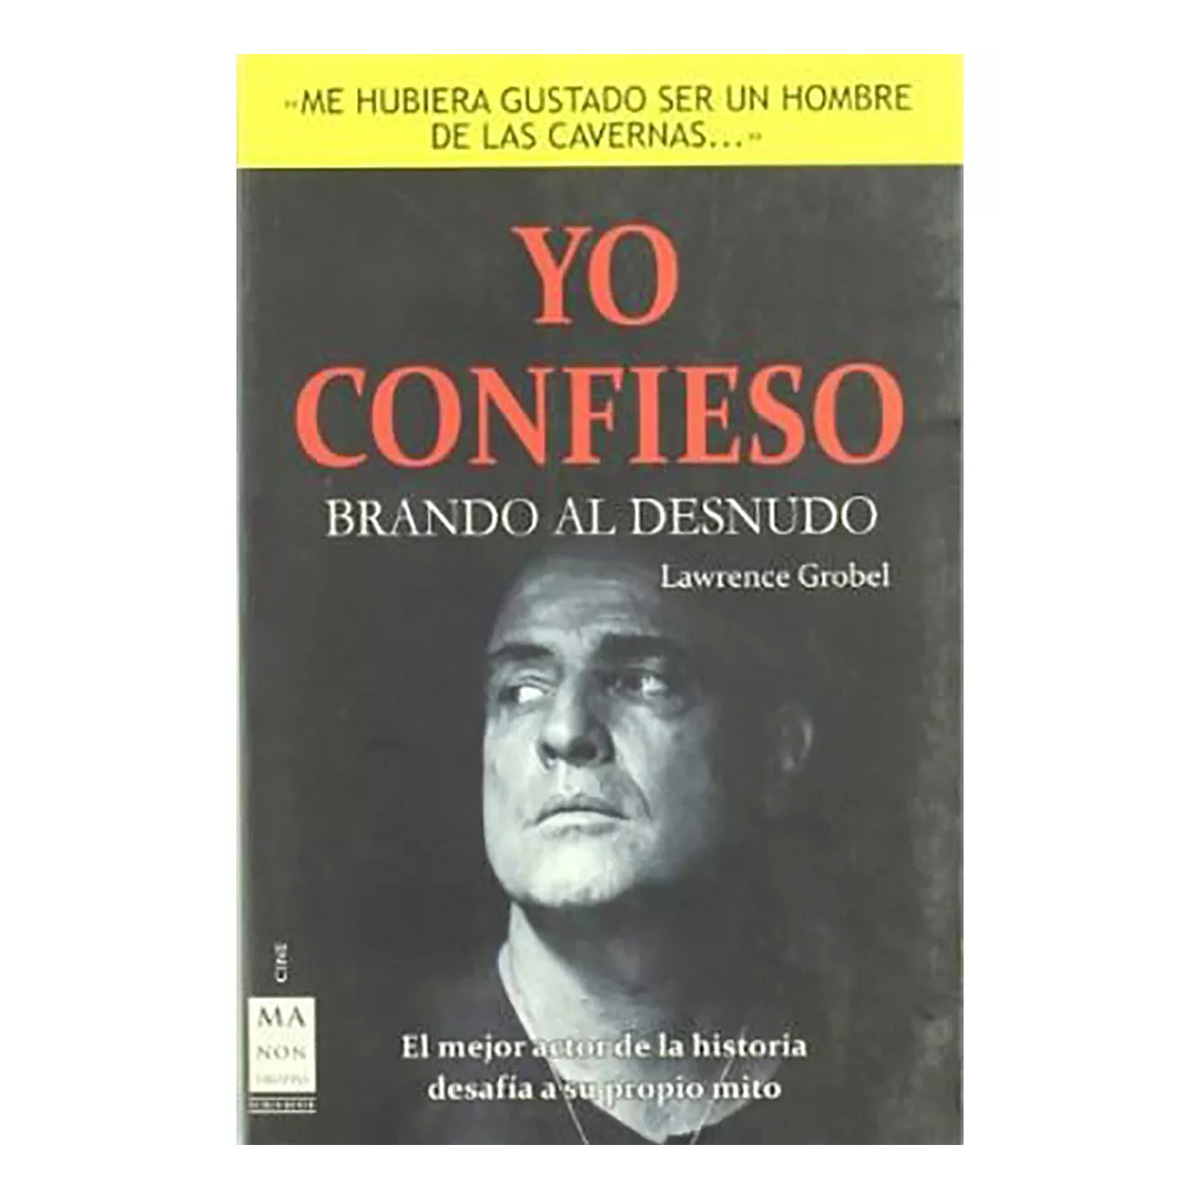 «ME HUBIERA GUSTADO SER UN HOMBRE
DE LAS CAVERNAS...»
YO
CONFIESO
BRANDO AL DESNUDO
Lawrence Grobel
CINE
MA
NON
El mejor actor de la historia
desafía a su propio mito